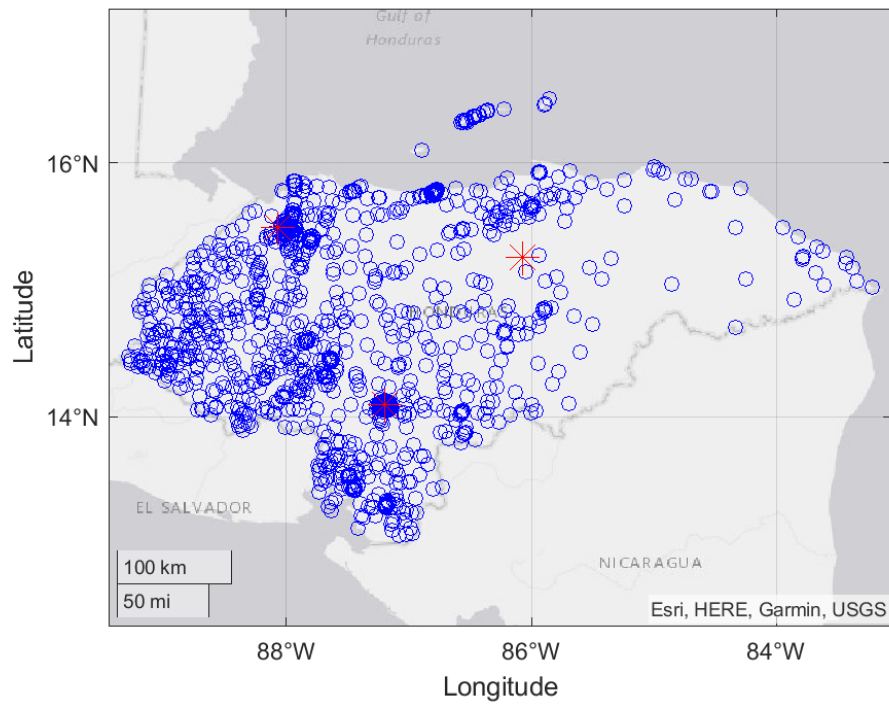 Gulf of
Honduras
16°N
Latitude
HONDURAS
14°N
EL SALVADOR
NICARAGUA
100 km
50 mi
Esri, HERE, Garmin, USGS
88°W
86°W
84°W
Longitude